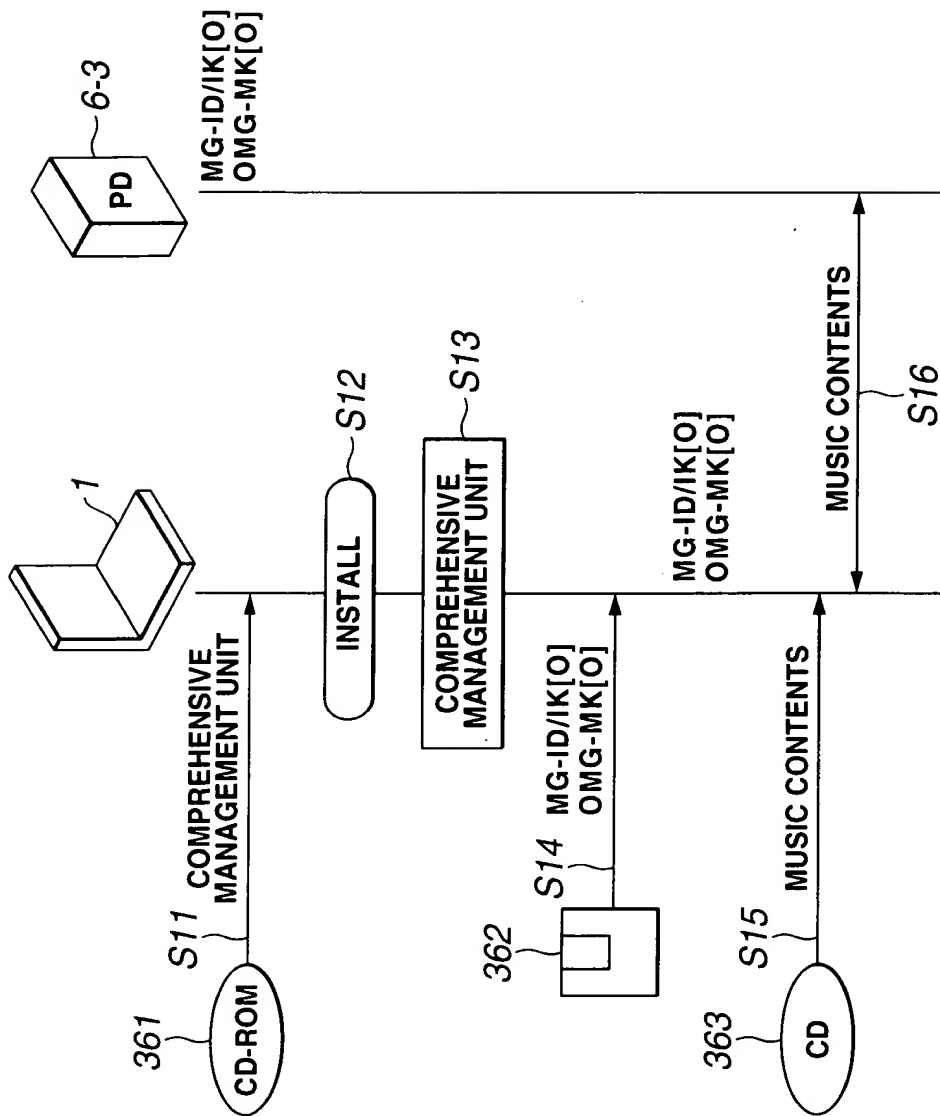 1
6-3
PD
MG-ID/IK[O]
OMG-MK[O]
361
CD-ROM
S11
COMPREHENSIVE
MANAGEMENT UNIT
INSTALL
S12
COMPREHENSIVE
MANAGEMENT UNIT
S13
362
S14
MG-ID/IK[O]
OMG-MK[O]
MG-ID/IK[O]
OMG-MK[O]
363
CD
S15
MUSIC CONTENTS
MUSIC CONTENTS
S16